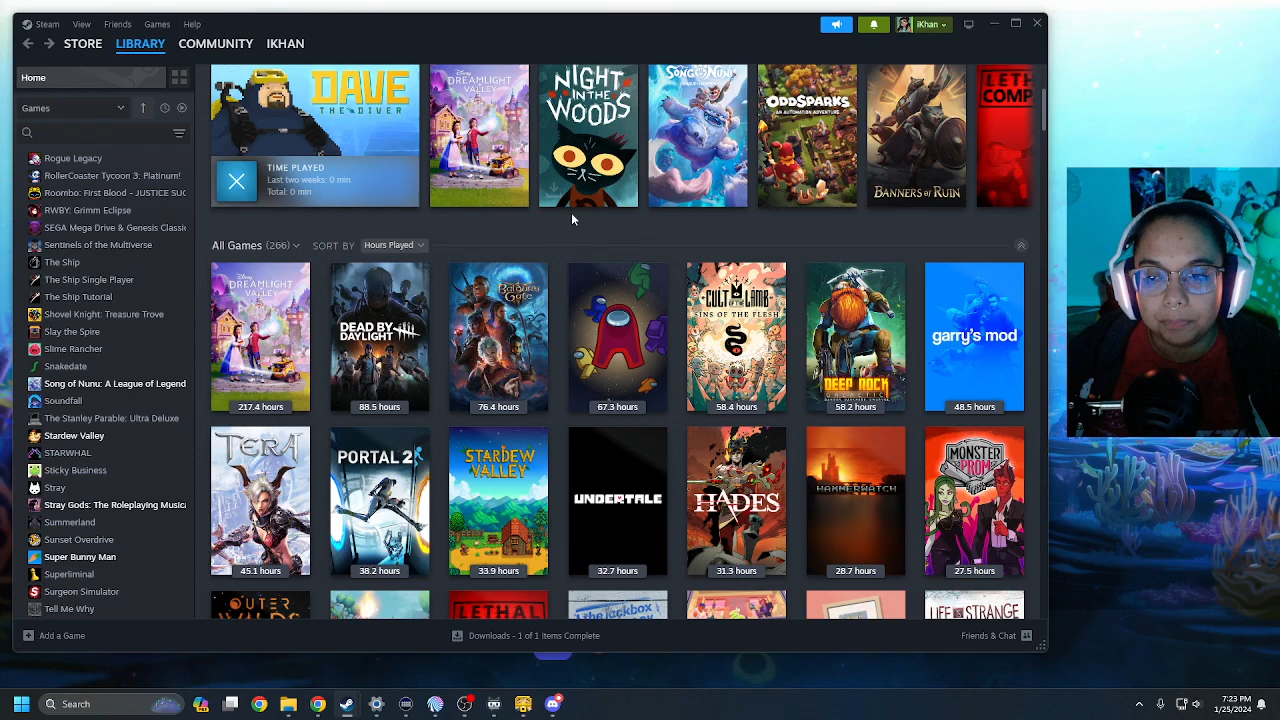 Steam View Friends Games Help
iKhan
STORE LIBRARY COMMUNITY IKHAN
Home
Games
Rogue Legacy
RollerCoaster Tycoon 3: Platinum!
Roombo: First Blood - JUSTICE SUC
RWBY: Grimm Eclipse
SEGA Mega Drive & Genesis Classic
Sentinels of the Multiverse
The Ship
The Ship Single Player
The Ship Tutorial
Shovel Knight: Treasure Trove
Slay the Spire
Slime Rancher
Snakedate
Song of Nunu: A League of Legend
Soundfall
The Stanley Parable: Ultra Deluxe
Stardew Valley
STARWHAL
Sticky Business
Stray
Stray Gods: The Roleplaying Musica
Summerland
Sunset Overdrive
Super Bunny Man
Superliminal
Surgeon Simulator
Tell Me Why
DAVE
THE DIVER
TIME PLAYED
Last two weeks: 0 min
Total: 0 min
Disney
DREAMLIGHT
VALLEY
NIGHT
IN THE
WOODS
SONG OF NUNU
ODDSPARKS
AN AUTOMATION ADVENTURE
BANNERS OF RUIN
LETH
COMP
All Games (266) SORT BY Hours Played
Disney
DREAMLIGHT
VALLEY
217.4 hours
DEAD BY
DAYLIGHT
88.5 hours
Baldur's
Gate
76.4 hours
67.3 hours
CULT OF THE LAMB
SINS OF THE FLESH
58.4 hours
DEEP ROCK
GALACTIC
58.2 hours
garry's mod
48.5 hours
TERA
45.1 hours
PORTAL 2
38.2 hours
STARDEW
VALLEY
33.9 hours
UNDERTALE
32.7 hours
HADES
31.3 hours
HAMMERWATCH
28.7 hours
MONSTER
PROM
27.5 hours
OUTER
WILDS
LETHAL
the jackbox
LIFE IS STRANGE
Add a Game
Downloads - 1 of 1 Items Complete
Friends & Chat
Search
7:23 PM
1/25/2024